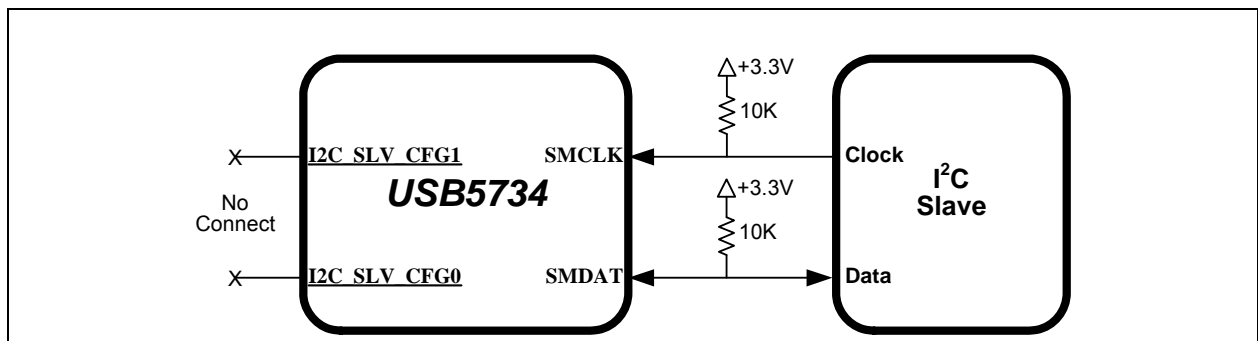 +3.3V
10K
I2C_SLV_CFG1
SMCLK
Clock
No
Connect
USB5734
+3.3V
10K
I²C
Slave
I2C_SLV_CFG0
SMDAT
Data